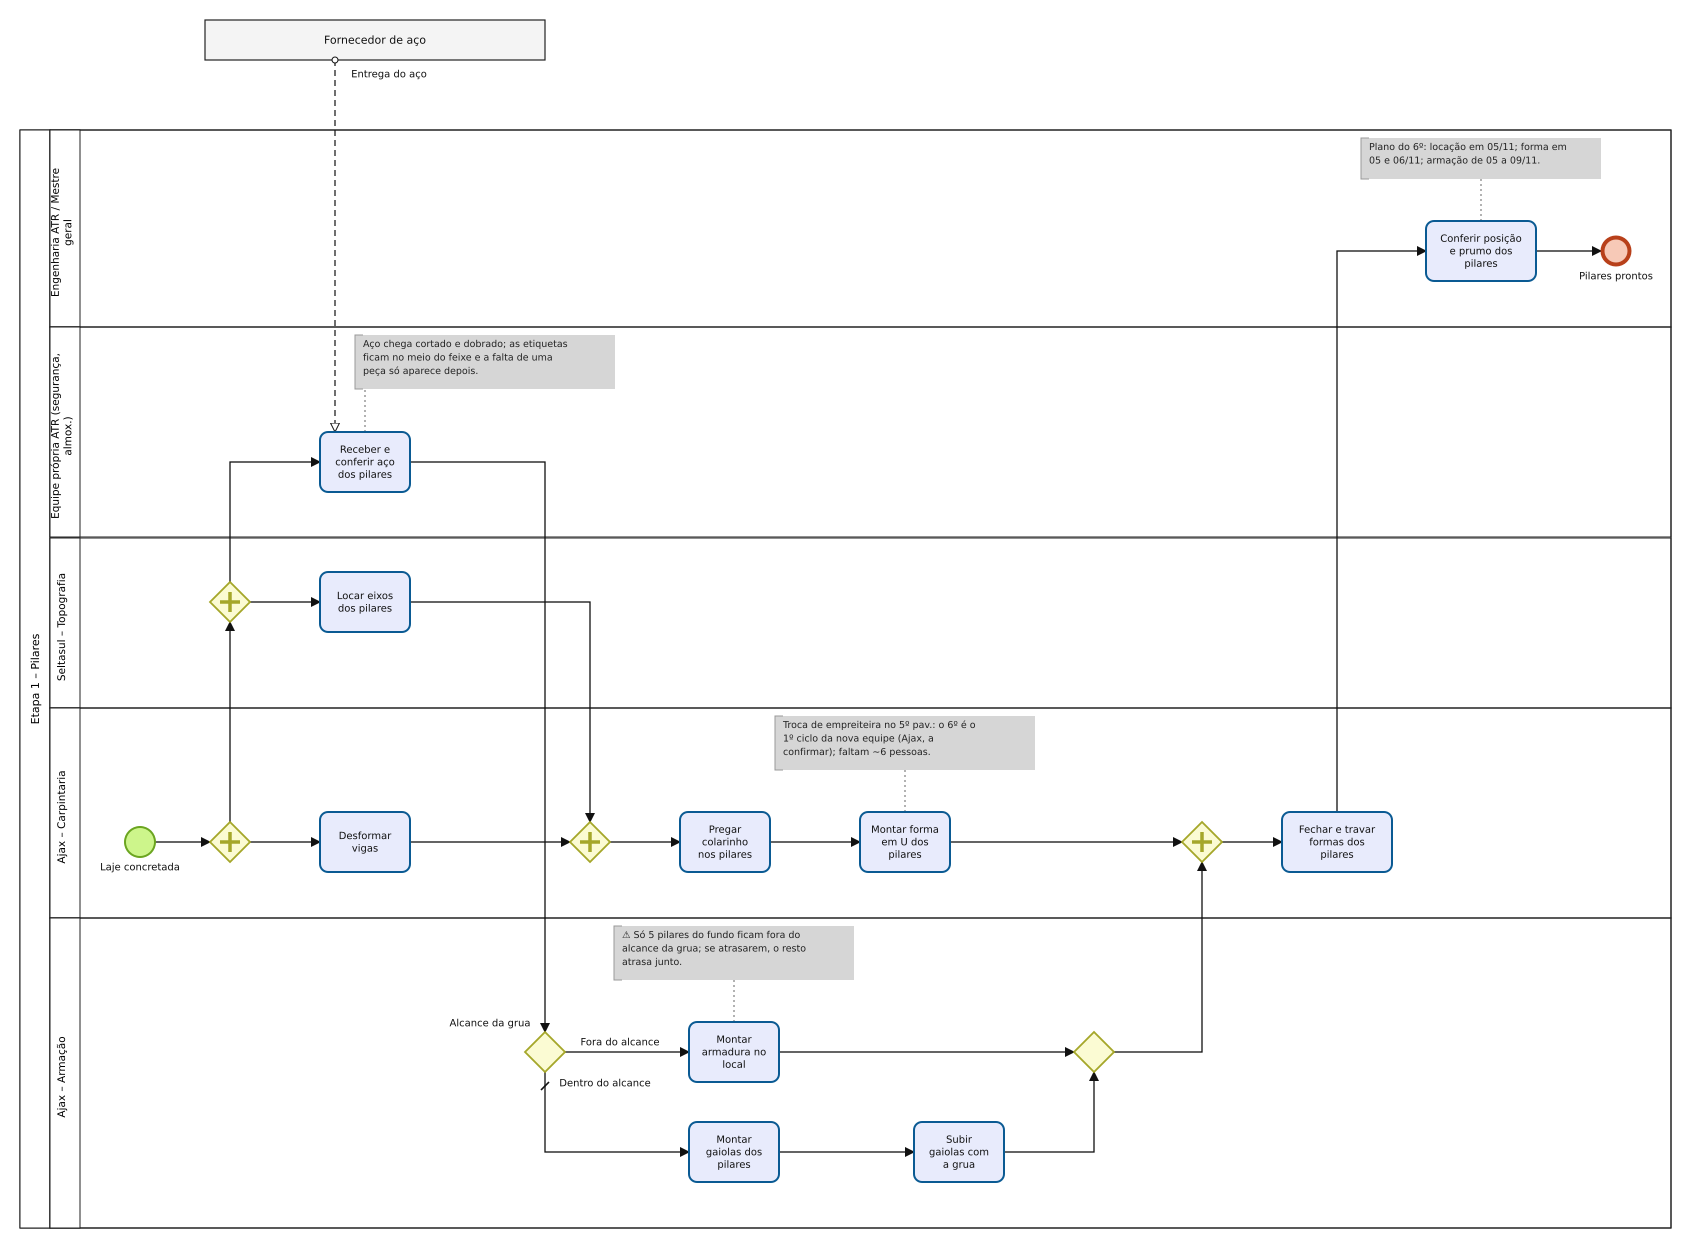 Fornecedor de aço
Entrega do aço
Etapa 1 – Pilares
Engenharia ATR / Mestre
geral
Plano do 6º: locação em 05/11; forma em
05 e 06/11; armação de 05 a 09/11.
Conferir posição
e prumo dos
pilares
Pilares prontos
Equipe própria ATR (segurança,
almox.)
Aço chega cortado e dobrado; as etiquetas
ficam no meio do feixe e a falta de uma
peça só aparece depois.
Receber e
conferir aço
dos pilares
Seltasul – Topografia
Locar eixos
dos pilares
Ajax – Carpintaria
Troca de empreiteira no 5º pav.: o 6º é o
1º ciclo da nova equipe (Ajax, a
confirmar); faltam ~6 pessoas.
Laje concretada
Desformar
vigas
Pregar
colarinho
nos pilares
Montar forma
em U dos
pilares
Fechar e travar
formas dos
pilares
Ajax – Armação
⚠ Só 5 pilares do fundo ficam fora do
alcance da grua; se atrasarem, o resto
atrasa junto.
Alcance da grua
Fora do alcance
Dentro do alcance
Montar
armadura no
local
Montar
gaiolas dos
pilares
Subir
gaiolas com
a grua